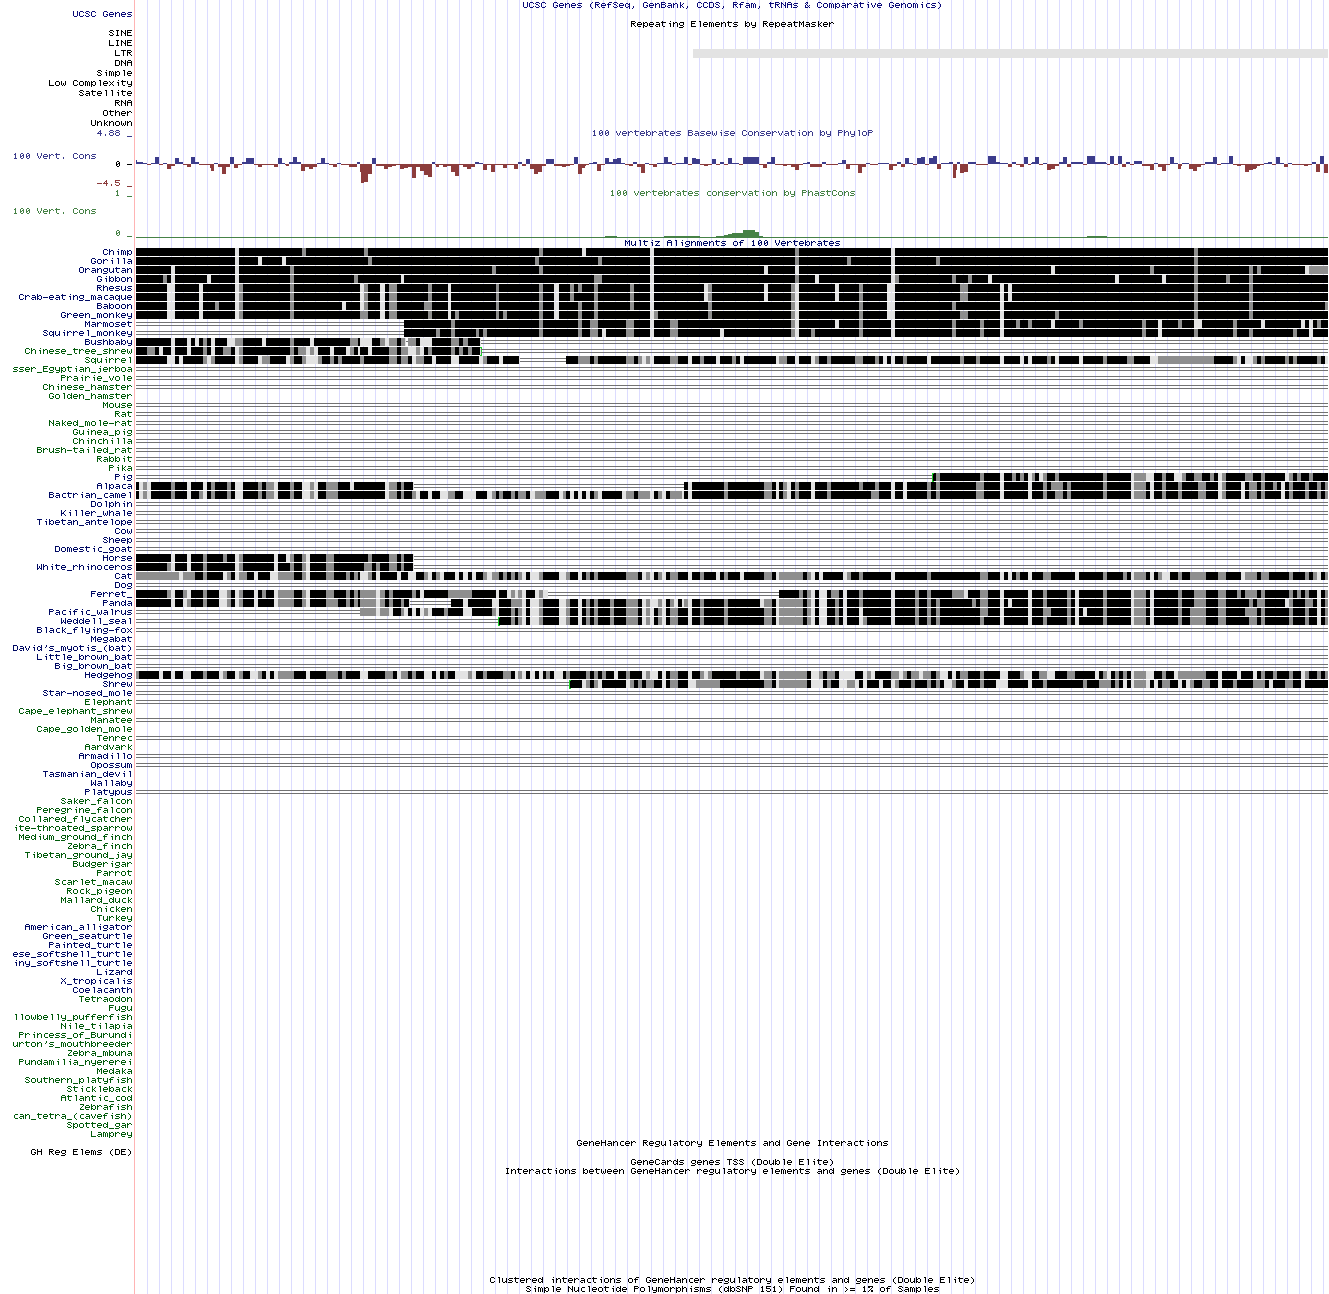 UCSC Genes (RefSeq, GenBank, CCDS, Rfam, tRNAs & Comparative Genomics)
UCSC Genes
Repeating Elements by RepeatMasker
SINE
LINE
LTR
DNA
Simple
Low Complexity
Satellite
RNA
Other
Unknown
4.88 _
100 vertebrates Basewise Conservation by PhyloP
100 Vert. Cons
0 -
-4.5 _
1 _
100 vertebrates conservation by PhastCons
100 Vert. Cons
0 _
Multiz Alignments of 100 Vertebrates
Chimp
Gorilla
Orangutan
Gibbon
Rhesus
Crab-eating_macaque
Baboon
Green_monkey
Marmoset
Squirrel_monkey
Bushbaby
Chinese_tree_shrew
Squirrel
sser_Egyptian_jerboa
Prairie_vole
Chinese_hamster
Golden_hamster
Mouse
Rat
Naked_mole-rat
Guinea_pig
Chinchilla
Brush-tailed_rat
Rabbit
Pika
Pig
Alpaca
Bactrian_camel
Dolphin
Killer_whale
Tibetan_antelope
Cow
Sheep
Domestic_goat
Horse
White_rhinoceros
Cat
Dog
Ferret_
Panda
Pacific_walrus
Weddell_seal
Black_flying-fox
Megabat
David's_myotis_(bat)
Little_brown_bat
Big_brown_bat
Hedgehog
Shrew
Star-nosed_mole
Elephant
Cape_elephant_shrew
Manatee
Cape_golden_mole
Tenrec
Aardvark
Armadillo
Opossum
Tasmanian_devil
Wallaby
Platypus
Saker_falcon
Peregrine_falcon
Collared_flycatcher
ite-throated_sparrow
Medium_ground_finch
Zebra_finch
Tibetan_ground_jay
Budgerigar
Parrot
Scarlet_macaw
Rock_pigeon
Mallard_duck
Chicken
Turkey
American_alligator
Green_seaturtle
Painted_turtle
ese_softshell_turtle
iny_softshell_turtle
Lizard
X_tropicalis
Coelacanth
Tetraodon
Fugu
llowbelly_pufferfish
Nile_tilapia
Princess_of_Burundi
urton's_mouthbreeder
Zebra_mbuna
Pundamilia_nyererei
Medaka
Southern_platyfish
Stickleback
Atlantic_cod
Zebrafish
can_tetra_(cavefish)
Spotted_gar
Lamprey
GeneHancer Regulatory Elements and Gene Interactions
GH Reg Elems (DE)
GeneCards genes TSS (Double Elite)
Interactions between GeneHancer regulatory elements and genes (Double Elite)
Clustered interactions of GeneHancer regulatory elements and genes (Double Elite)
Simple Nucleotide Polymorphisms (dbSNP 151) Found in >= 1% of Samples